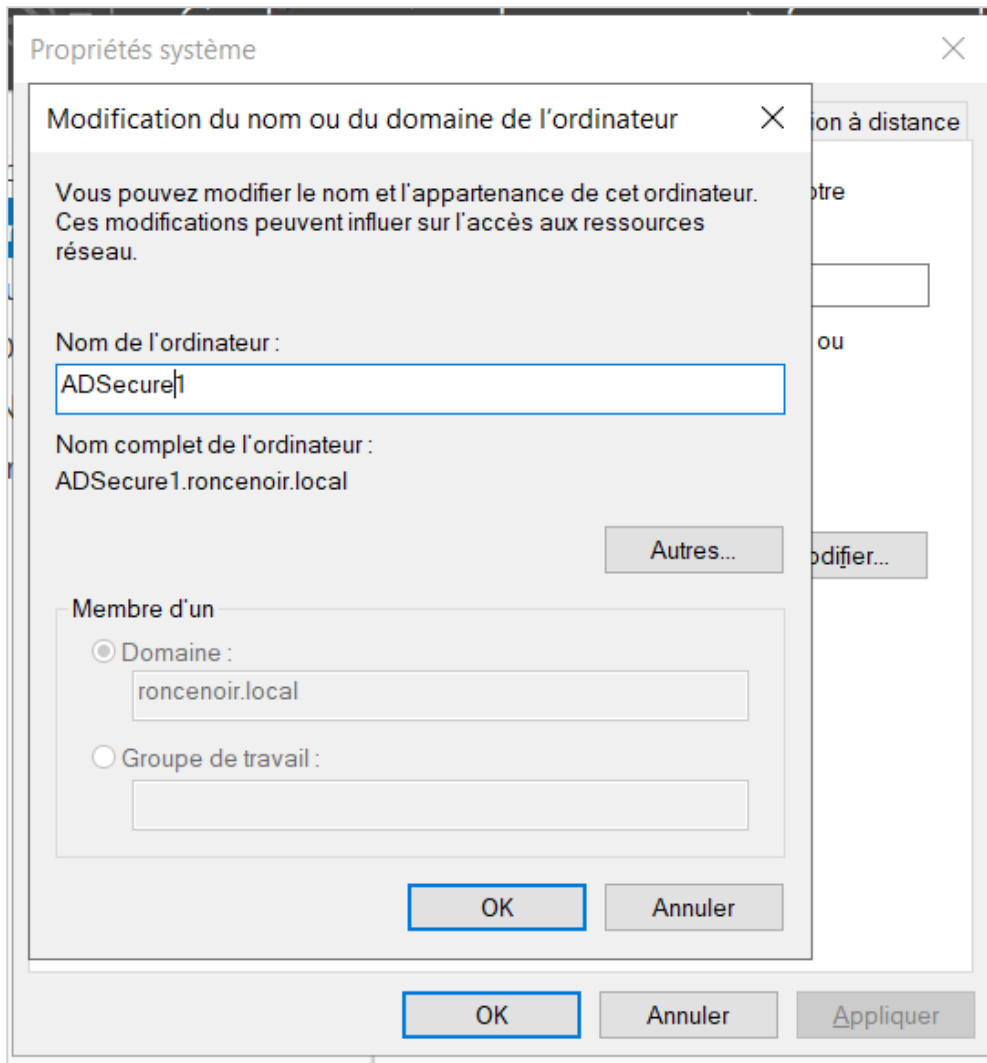 Propriétés système
Modification du nom ou du domaine de l'ordinateur
ion à distance
Vous pouvez modifier le nom et l'appartenance de cet ordinateur.
Ces modifications peuvent influer sur l'accès aux ressources
réseau.
otre
Nom de l'ordinateur :
ou
ADSecure1
Nom complet de l'ordinateur :
ADSecure1.roncenoir.local
Autres...
odifier...
Membre d'un
Domaine :
roncenoir.local
Groupe de travail :
OK
Annuler
OK
Annuler
Appliquer